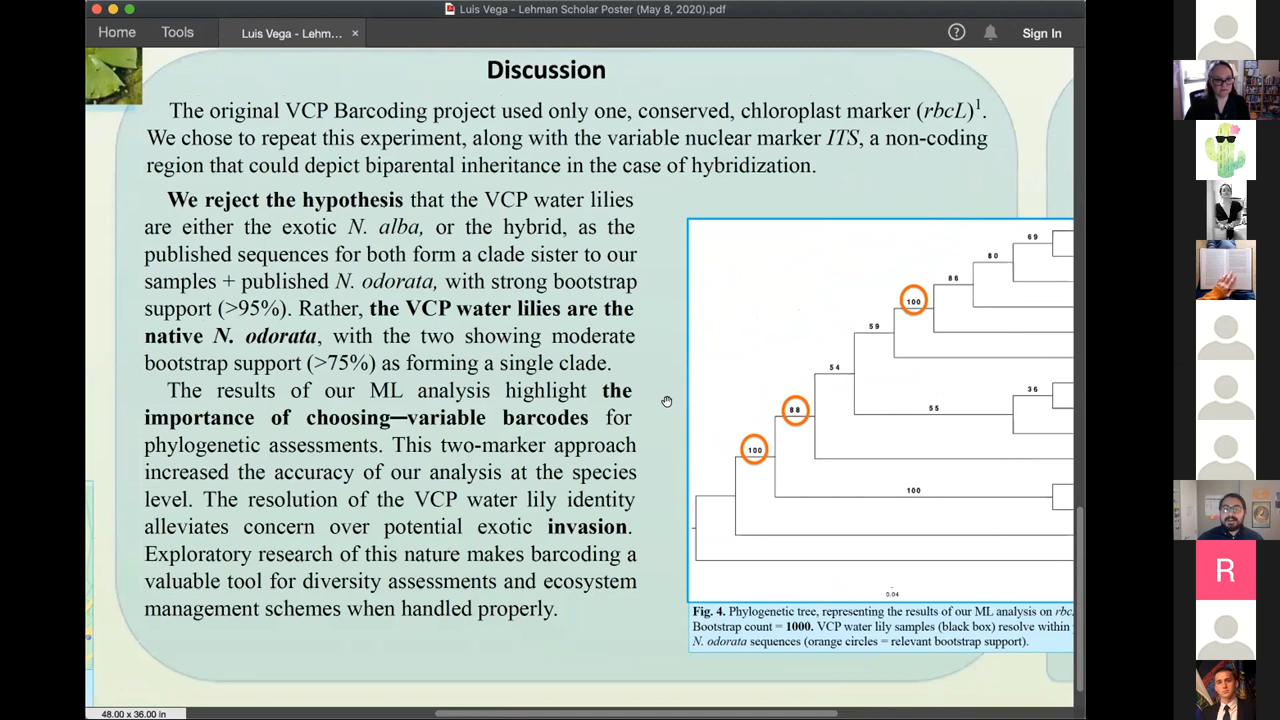 Luis Vega - Lehman Scholar Poster (May 8, 2020).pdf
Home
Tools
Luis Vega - Lehm...
×
?
Sign In
Discussion
The original VCP Barcoding project used only one, conserved, chloroplast marker (rbcL)1.
We chose to repeat this experiment, along with the variable nuclear marker ITS, a non-coding
region that could depict biparental inheritance in the case of hybridization.
We reject the hypothesis that the VCP water lilies
are either the exotic N. alba, or the hybrid, as the
published sequences for both form a clade sister to our
samples + published N. odorata, with strong bootstrap
support (>95%). Rather, the VCP water lilies are the
native N. odorata, with the two showing moderate
bootstrap support (>75%) as forming a single clade.
The results of our ML analysis highlight the
importance of choosing—variable barcodes for
phylogenetic assessments. This two-marker approach
increased the accuracy of our analysis at the species
level. The resolution of the VCP water lily identity
alleviates concern over potential exotic invasion.
Exploratory research of this nature makes barcoding a
valuable tool for diversity assessments and ecosystem
management schemes when handled properly.
69
80
86
100
59
54
36
88
55
100
100
0.04
Fig. 4. Phylogenetic tree, representing the results of our ML analysis on rbc
Bootstrap count = 1000. VCP water lily samples (black box) resolve within
N. odorata sequences (orange circles = relevant bootstrap support).
48.00 x 36.00 in
R